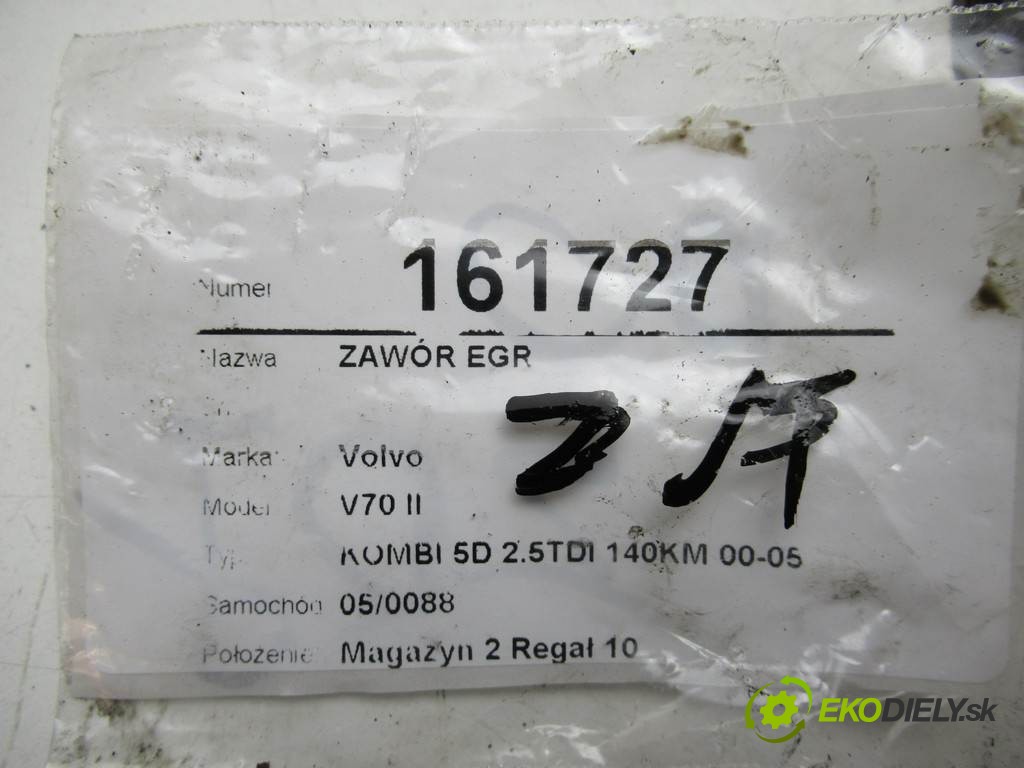 Numer 161727
Nazwa ZAWÓR EGR
Marka Volvo
Model V70 II
Typ KOMBI 5D 2.5TDI 140KM 00-05
Samochód 05/0088
Położenie Magazyn 2 Regał 10
EKODIELY.sk